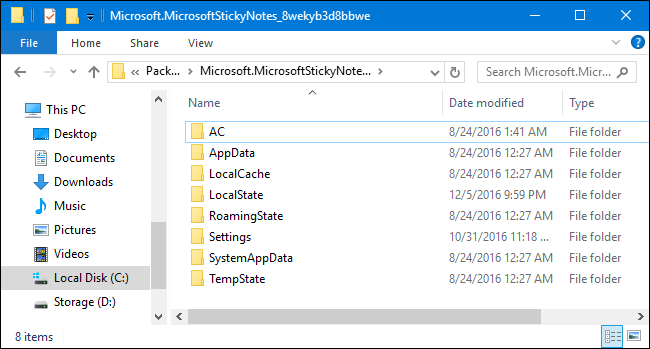 Microsoft.MicrosoftStickyNotes_8wekyb3d8bbwe
File Home Share View ?
« Pack... > Microsoft.MicrosoftStickyNote... Search Microsoft.Micr...
This PC
Desktop
Documents
Downloads
Music
Pictures
Videos
Local Disk (C:)
Storage (D:)
Name Date modified Type
AC 8/24/2016 1:41 AM File folder
AppData 8/24/2016 12:27 AM File folder
LocalCache 8/24/2016 12:27 AM File folder
LocalState 12/5/2016 9:59 PM File folder
RoamingState 8/24/2016 12:27 AM File folder
Settings 10/31/2016 11:18 ... File folder
SystemAppData 8/24/2016 12:27 AM File folder
TempState 8/24/2016 12:27 AM File folder
8 items